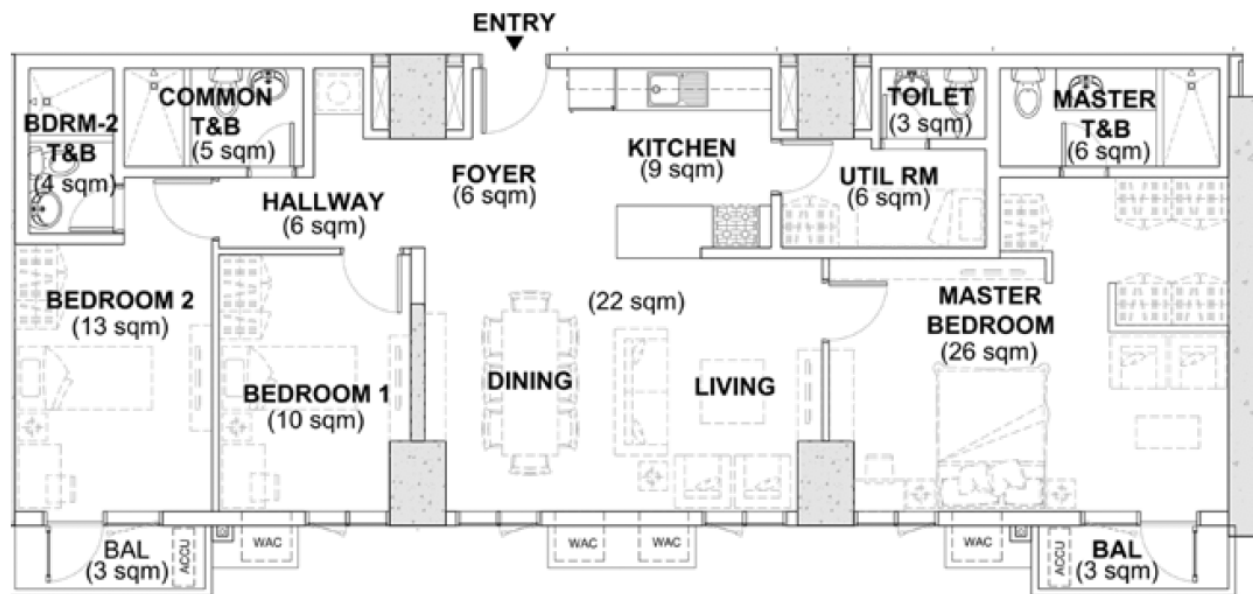 ENTRY
BDRM-2
T&B
(4 sqm)
COMMON
T&B
(5 sqm)
HALLWAY
(6 sqm)
FOYER
(6 sqm)
KITCHEN
(9 sqm)
TOILET
(3 sqm)
UTIL RM
(6 sqm)
MASTER
T&B
(6 sqm)
BEDROOM 2
(13 sqm)
BEDROOM 1
(10 sqm)
(22 sqm)
DINING
LIVING
MASTER
BEDROOM
(26 sqm)
BAL
(3 sqm)
ACCU
WAC
WAC
WAC
WAC
ACCU
BAL
(3 sqm)